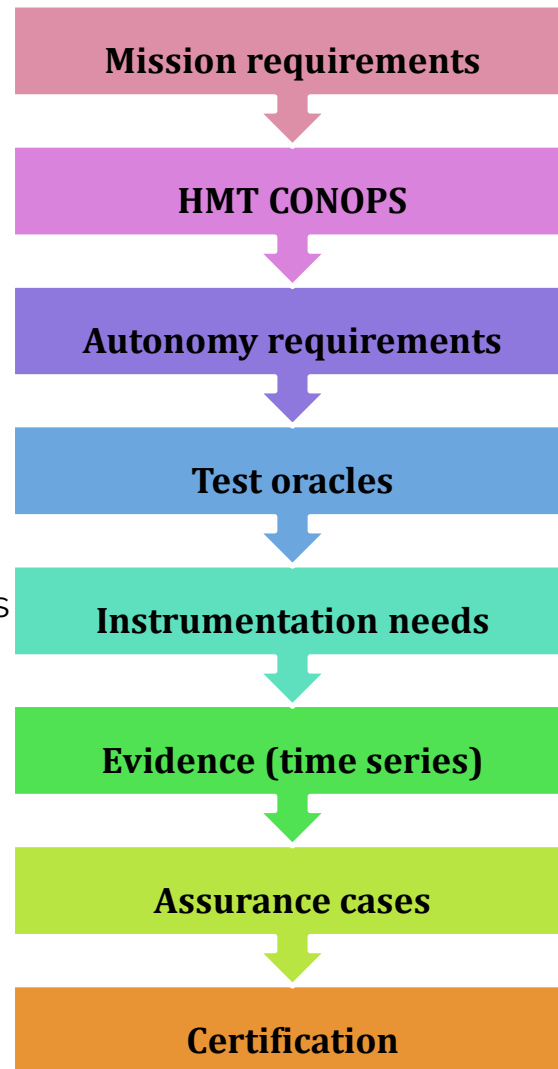 Mission requirements
HMT CONOPS
Autonomy requirements
Test oracles
s
Instrumentation needs
Evidence (time series)
Assurance cases
Certification